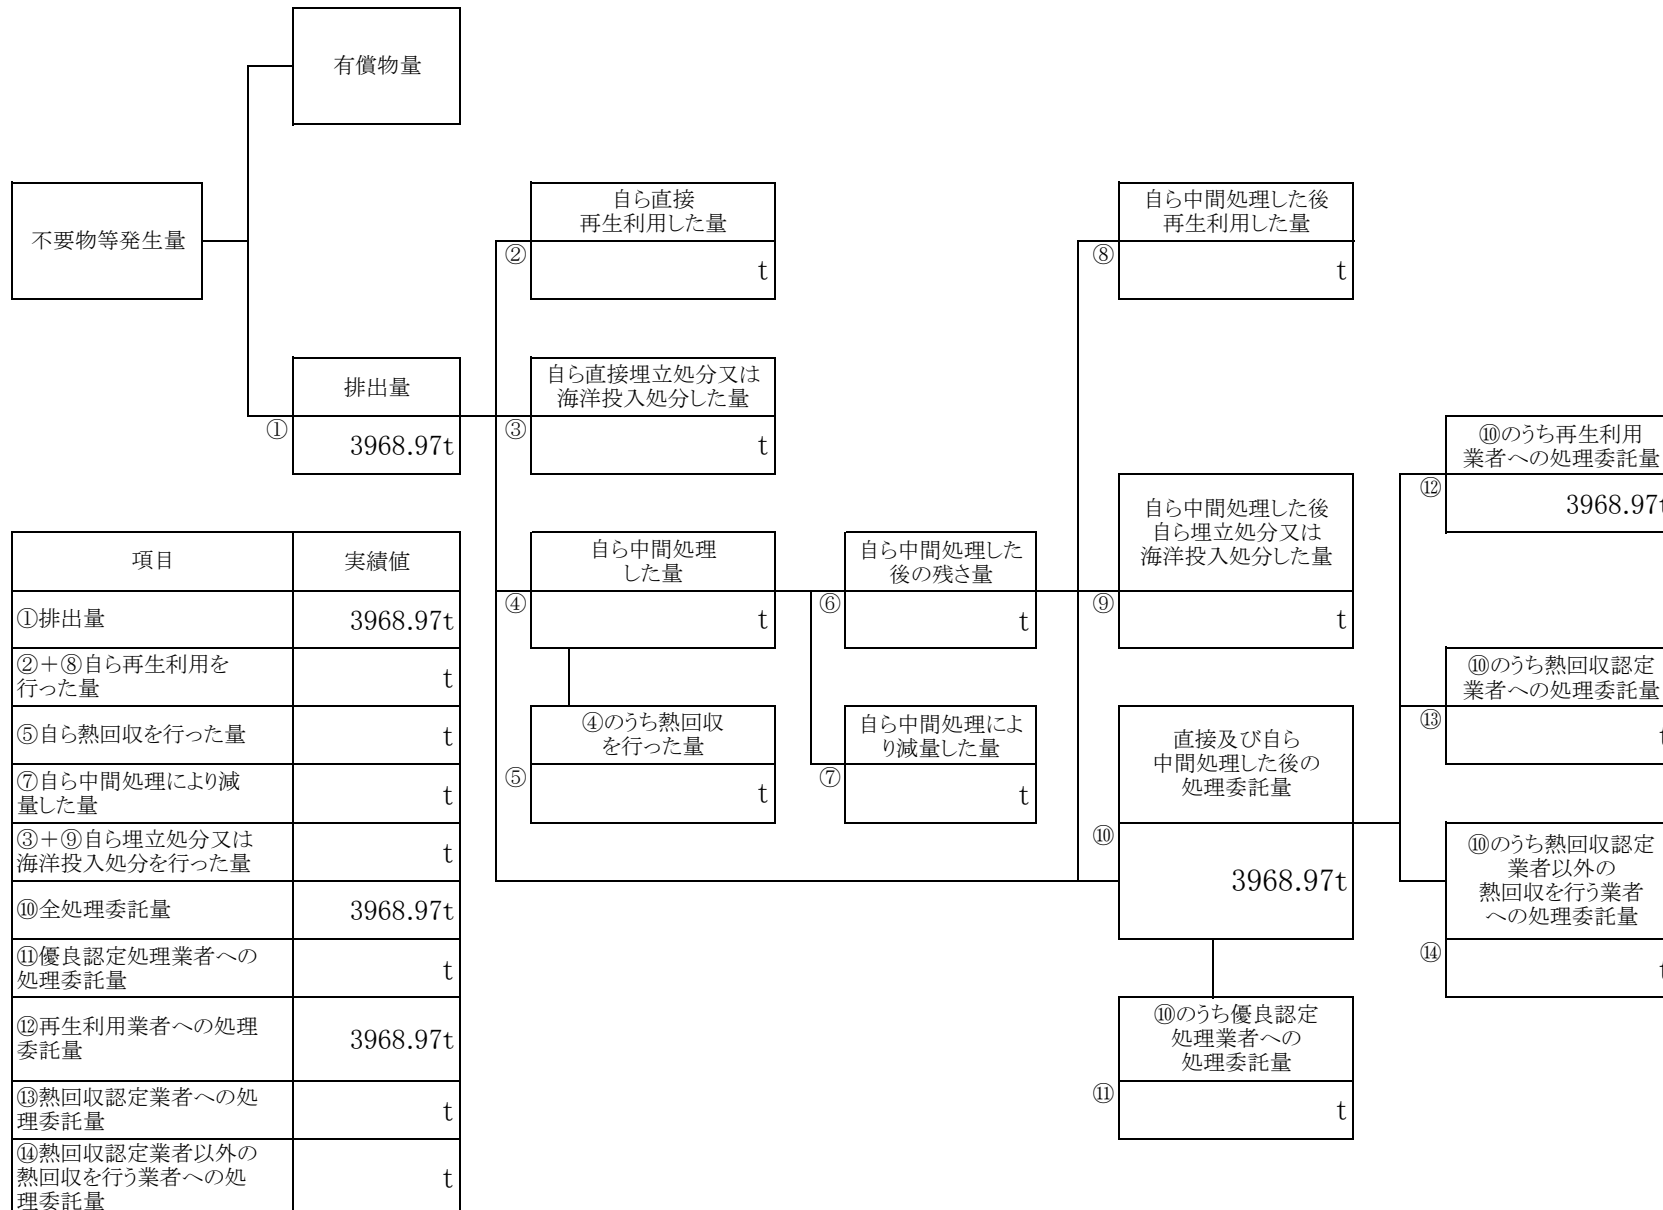 有償物量
不要物等発生量
自ら直接
再生利用した量
②
t
自ら中間処理した後
再生利用した量
⑧
t
排出量
①
3968.97t
自ら直接埋立処分又は
海洋投入処分した量
③
t
⑩のうち再生利用
業者への処理委託量
⑫
3968.97t
自ら中間処理
した量
④
t
自ら中間処理した
後の残さ量
⑥
t
自ら中間処理した後
自ら埋立処分又は
海洋投入処分した量
⑨
t
⑩のうち熱回収認定
業者への処理委託量
⑬
t
④のうち熱回収
を行った量
⑤
t
自ら中間処理によ
り減量した量
⑦
t
直接及び自ら
中間処理した後の
処理委託量
⑩
3968.97t
⑩のうち熱回収認定
業者以外の
熱回収を行う業者
への処理委託量
⑭
t
⑩のうち優良認定
処理業者への
処理委託量
⑪
t
項目 実績値
①排出量 3968.97t
②＋⑧自ら再生利用を
行った量 t
⑤自ら熱回収を行った量 t
⑦自ら中間処理により減
量した量 t
③＋⑨自ら埋立処分又は
海洋投入処分を行った量 t
⑩全処理委託量 3968.97t
⑪優良認定処理業者への
処理委託量 t
⑫再生利用業者への処理
委託量 3968.97t
⑬熱回収認定業者への処
理委託量 t
⑭熱回収認定業者以外の
熱回収を行う業者への処
理委託量 t